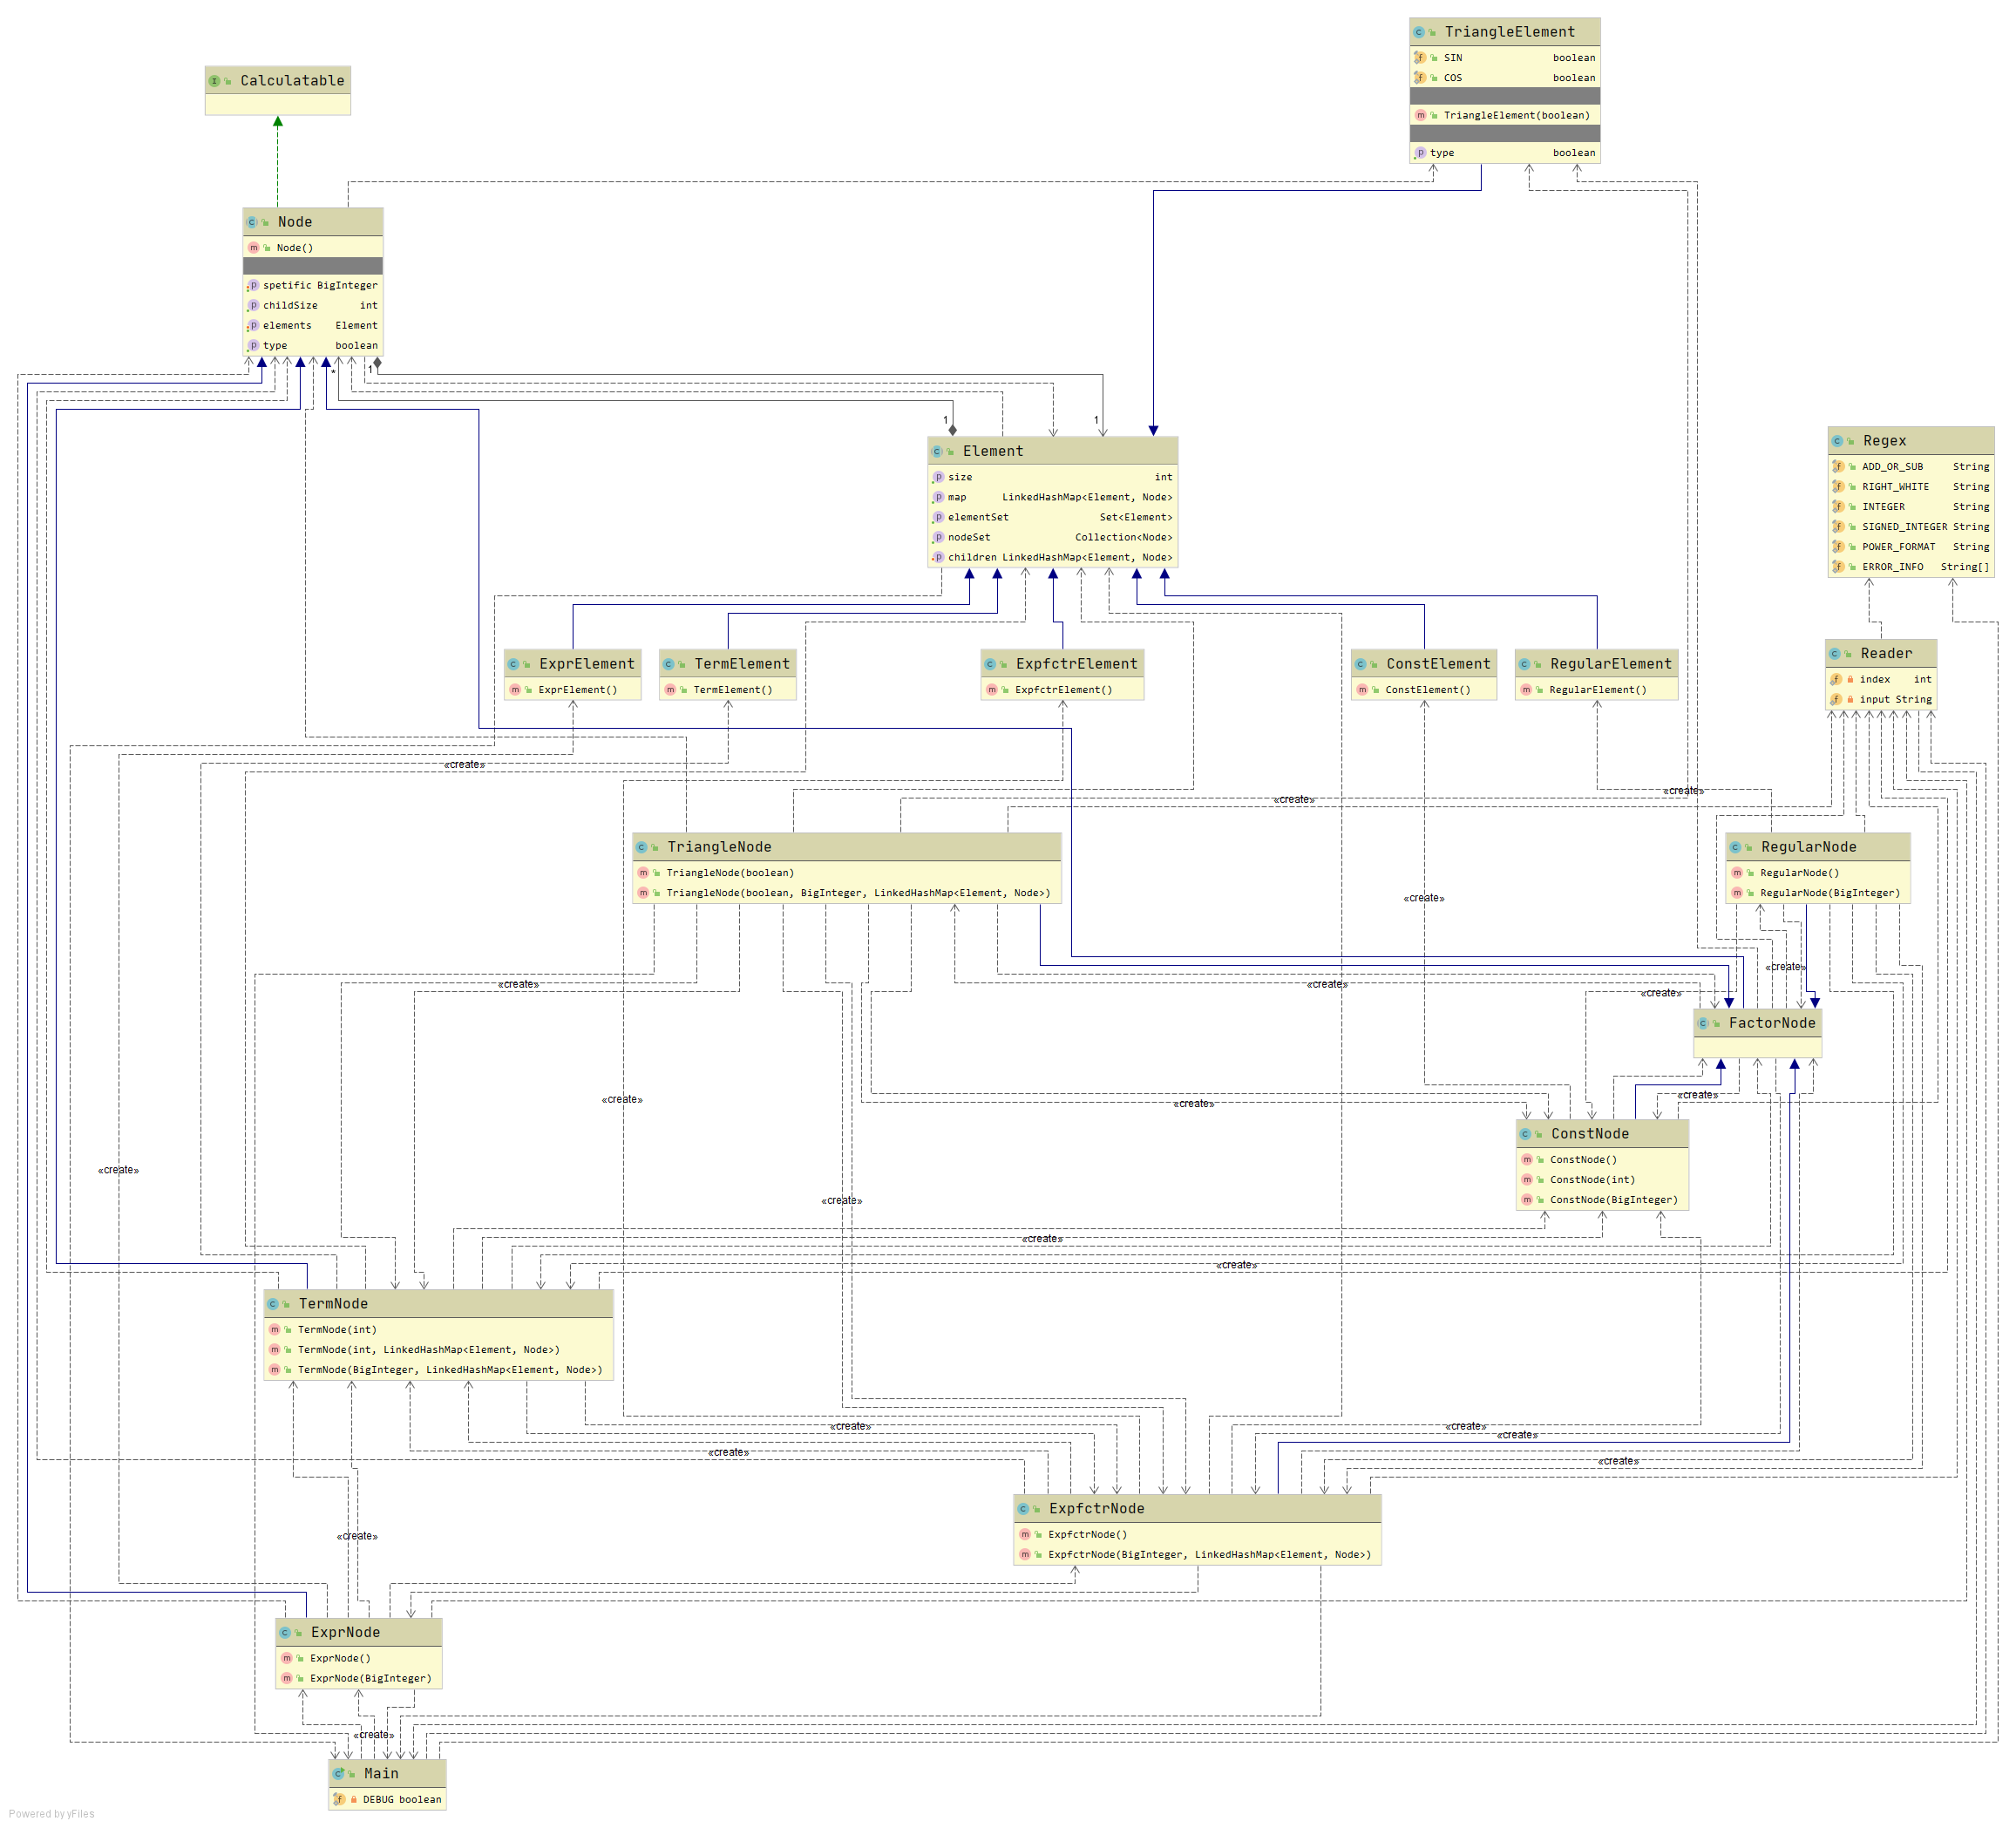 TriangleElement
SIN boolean
COS boolean
TriangleElement(boolean)
type boolean
Calculatable
Node
Node()
spetific BigInteger
childSize int
elements Element
type boolean
*
1
1
1
Element
size int
map LinkedHashMap<Element, Node>
elementSet Set<Element>
nodeSet Collection<Node>
children LinkedHashMap<Element, Node>
Regex
ADD_OR_SUB String
RIGHT_WHITE String
INTEGER String
SIGNED_INTEGER String
POWER_FORMAT String
ERROR_INFO String[]
ExprElement
ExprElement()
TermElement
TermElement()
ExpfctrElement
ExpfctrElement()
ConstElement
ConstElement()
RegularElement
RegularElement()
Reader
index int
input String
«create»
«create»
«create»
TriangleNode
TriangleNode(boolean)
TriangleNode(boolean, BigInteger, LinkedHashMap<Element, Node>)
RegularNode
RegularNode()
RegularNode(BigInteger)
«create»
«create»
«create»
«create»
«create»
FactorNode
«create»
«create»
«create»
ConstNode
ConstNode()
ConstNode(int)
ConstNode(BigInteger)
«create»
«create»
«create»
«create»
TermNode
TermNode(int)
TermNode(int, LinkedHashMap<Element, Node>)
TermNode(BigInteger, LinkedHashMap<Element, Node>)
«create»
«create»
«create»
«create»
«create»
ExpfctrNode
ExpfctrNode()
ExpfctrNode(BigInteger, LinkedHashMap<Element, Node>)
«create»
ExprNode
ExprNode()
ExprNode(BigInteger)
«create»
Main
DEBUG boolean
Powered by yFiles